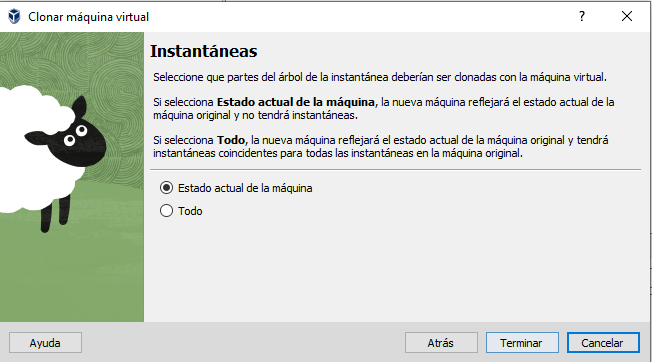 Clonar máquina virtual
?
Instantáneas
Seleccione que partes del árbol de la instantánea deberían ser clonadas con la máquina virtual.
Si selecciona Estado actual de la máquina, la nueva máquina reflejará el estado actual de la
máquina original y no tendrá instantáneas.
Si selecciona Todo, la nueva máquina reflejará el estado actual de la máquina original y tendrá
instantáneas coincidentes para todas las instantáneas en la máquina original.
Estado actual de la máquina
Todo
Ayuda
Atrás
Terminar
Cancelar